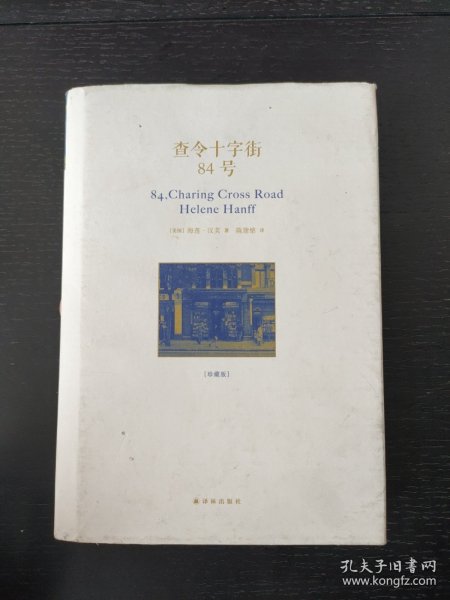 查令十字街
84号
84, Charing Cross Road
Helene Hanff
[美国] 海莲·汉芙 著 陈建铭 译
[珍藏版]
译林出版社
孔夫子旧书网
www.kongfz.com